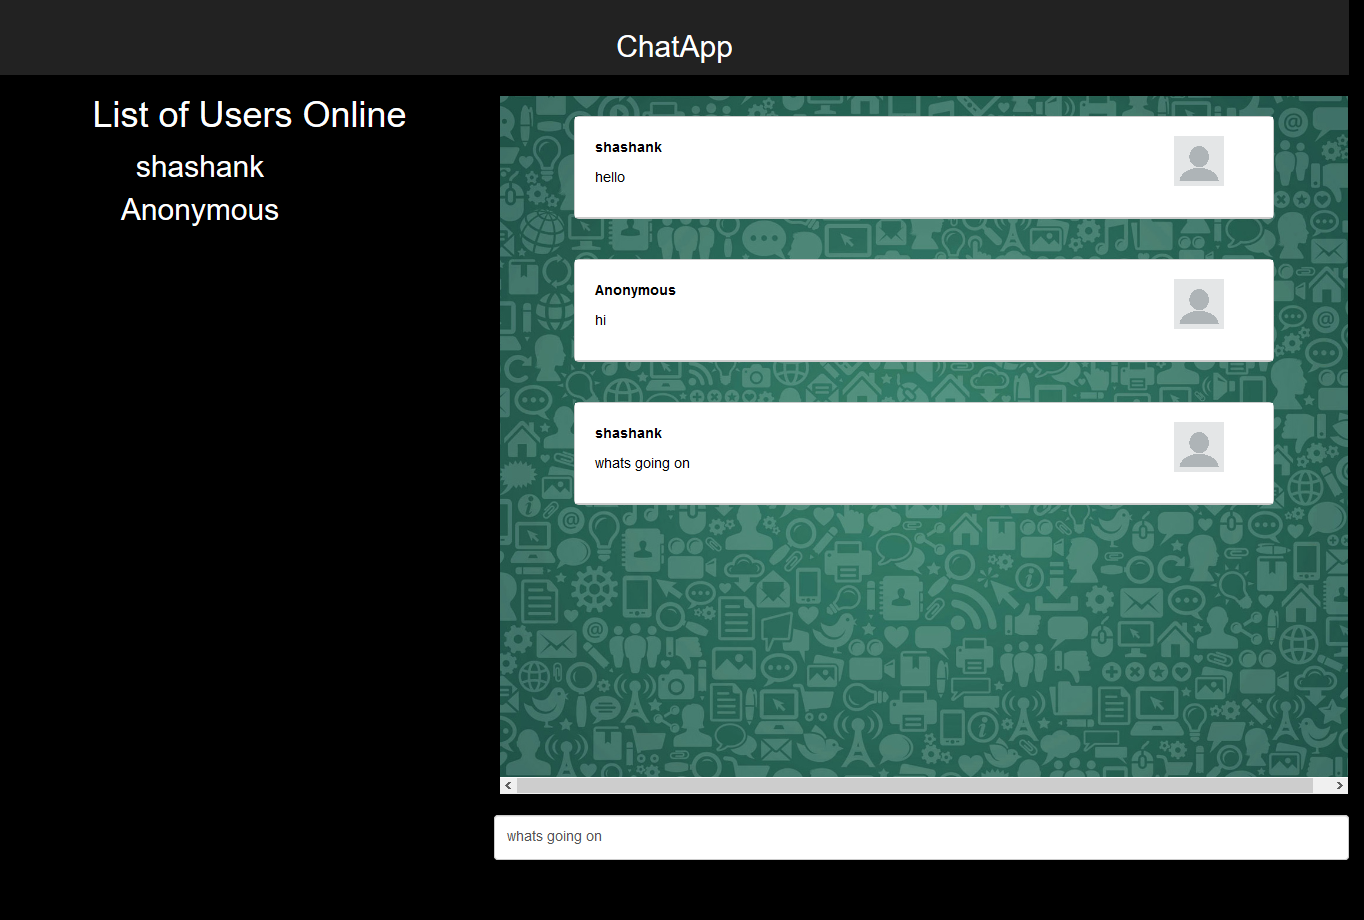 ChatApp
List of Users Online
shashank
Anonymous
shashank
hello
Anonymous
hi
shashank
whats going on
whats going on